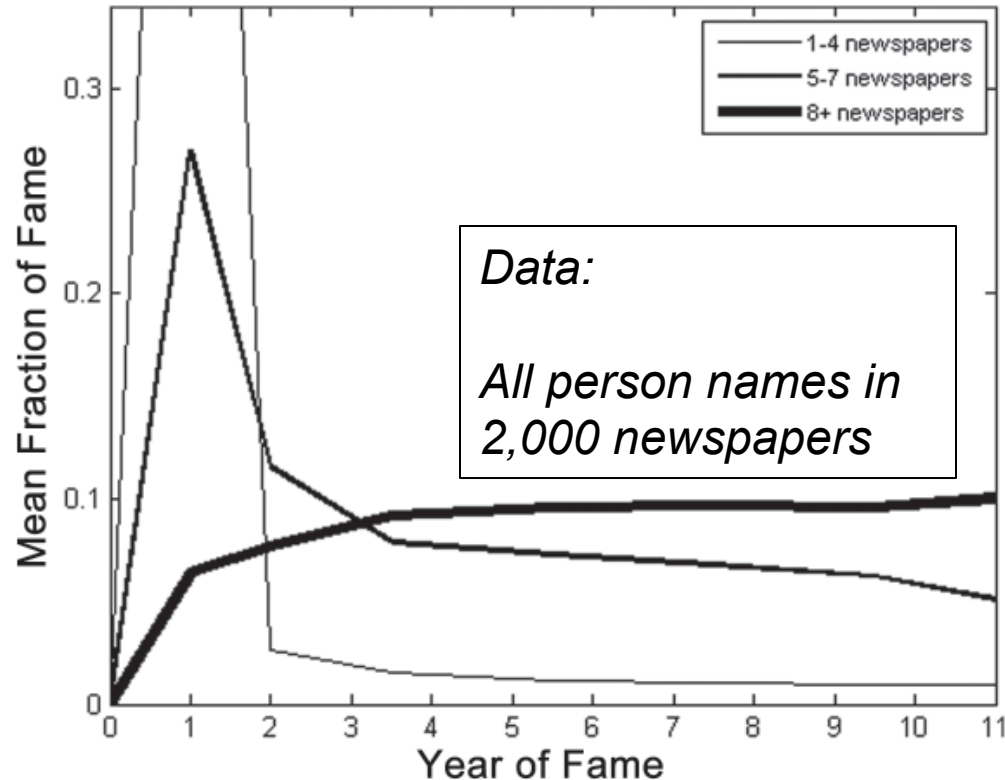 1-4 newspapers
5-7 newspapers
8+ newspapers
0.3
0.2
0.1
0
Mean Fraction of Fame
Data:
All person names in
2,000 newspapers
0 1 2 3 4 5 6 7 8 9 10 11
Year of Fame